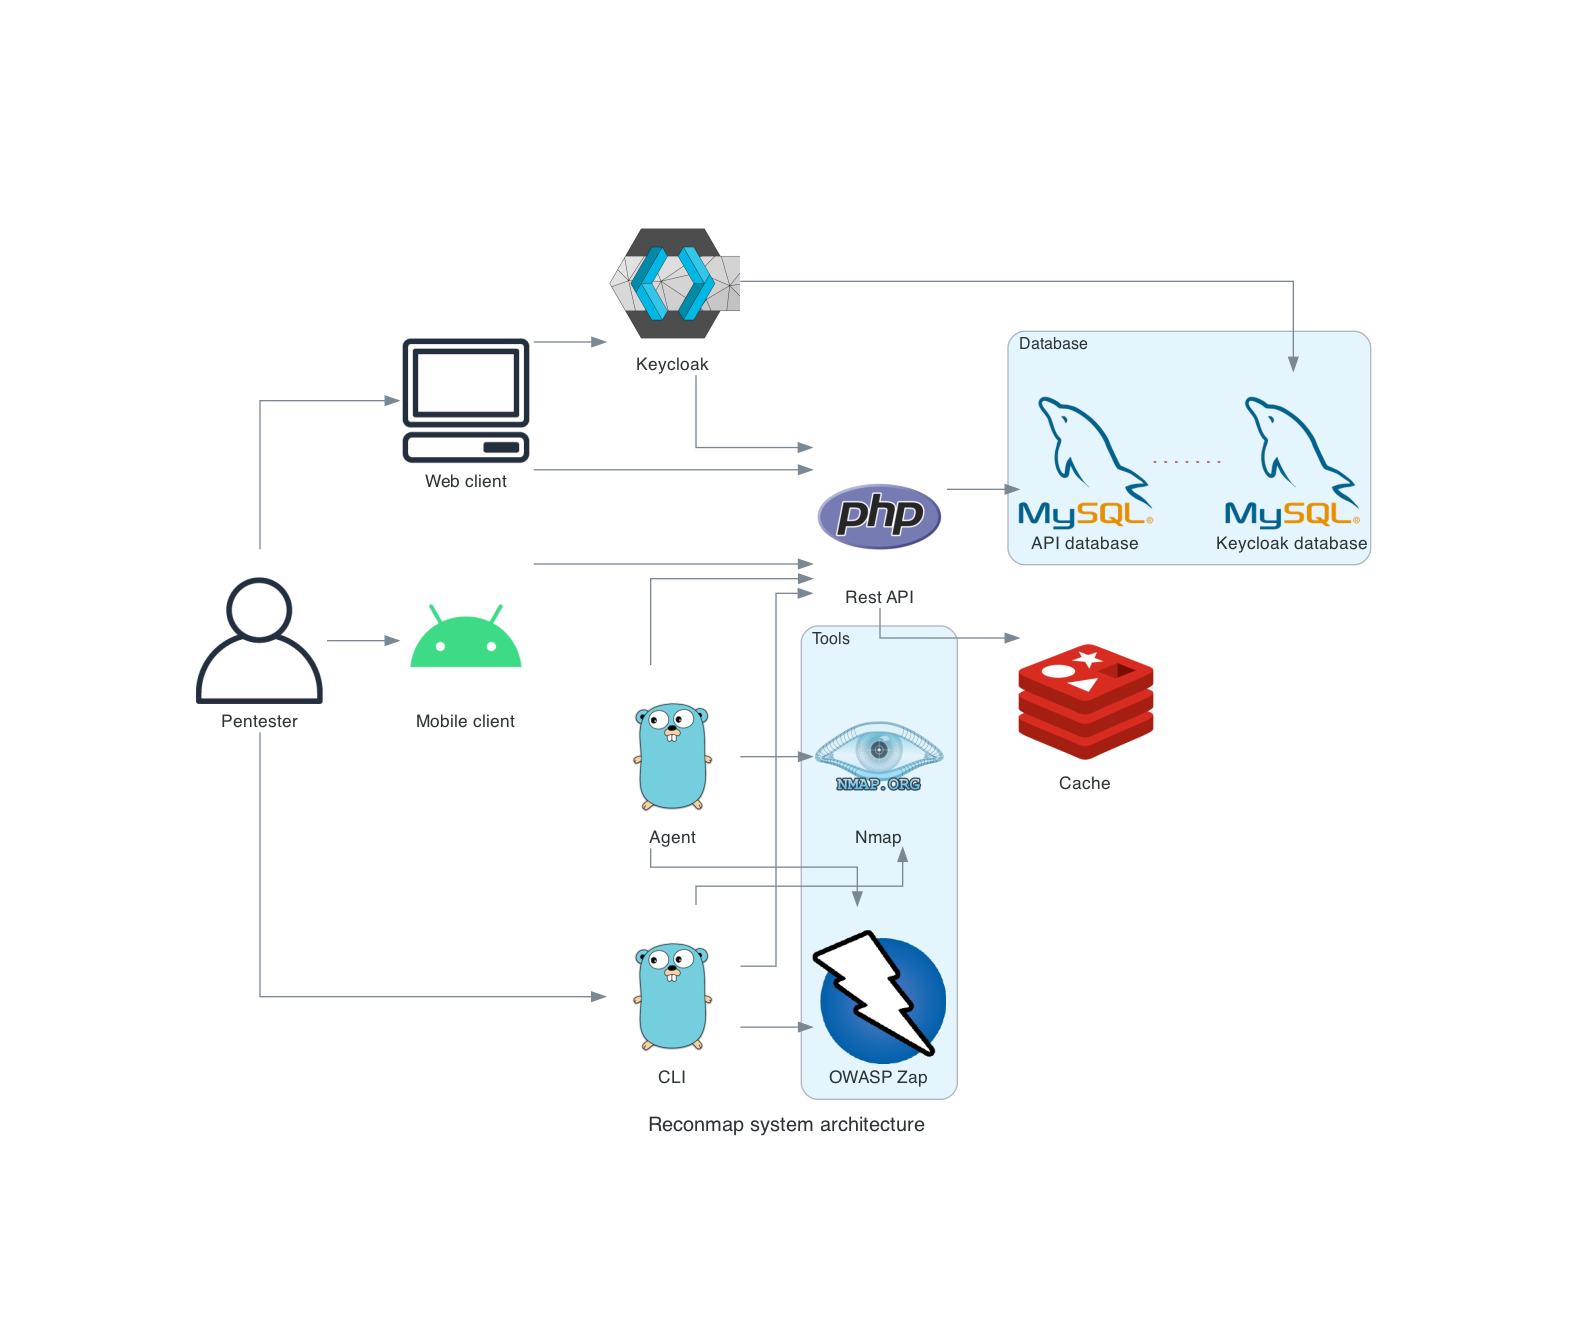 Keycloak
Database
Web client
php
MySQL®
MySQL®
API database
Keycloak database
Rest API
Tools
Pentester
Mobile client
NMAP.ORG
Cache
Agent
Nmap
CLI
OWASP Zap
Reconmap system architecture